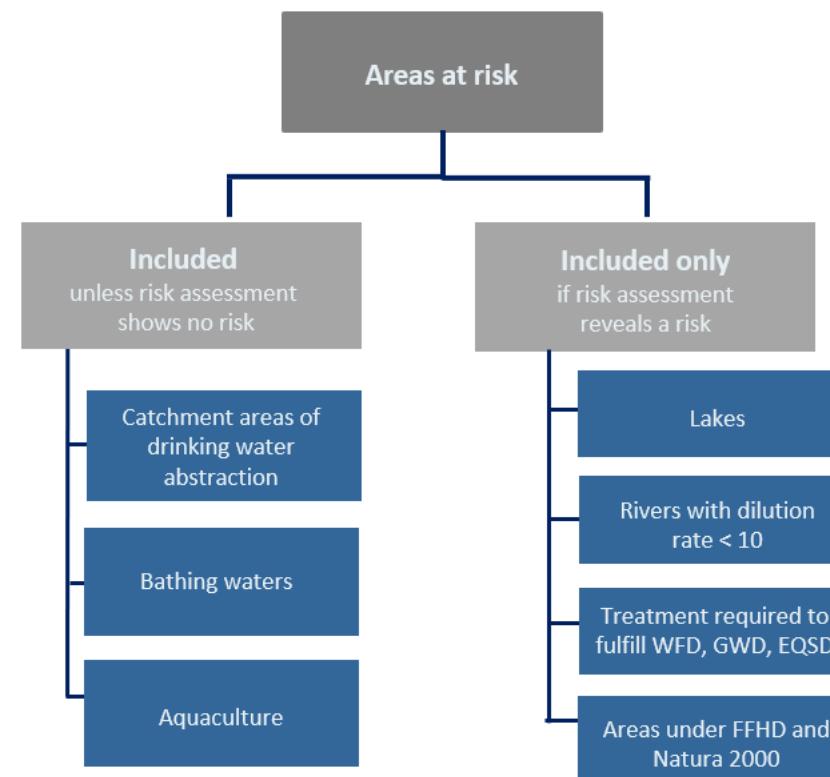 Areas at risk
Included
unless risk assessment
shows no risk
Catchment areas of
drinking water
abstraction
Bathing waters
Aquaculture
Included only
if risk assessment
reveals a risk
Lakes
Rivers with dilution
rate < 10
Treatment required to
fulfill WFD, GWD, EQSD
Areas under FFHD and
Natura 2000